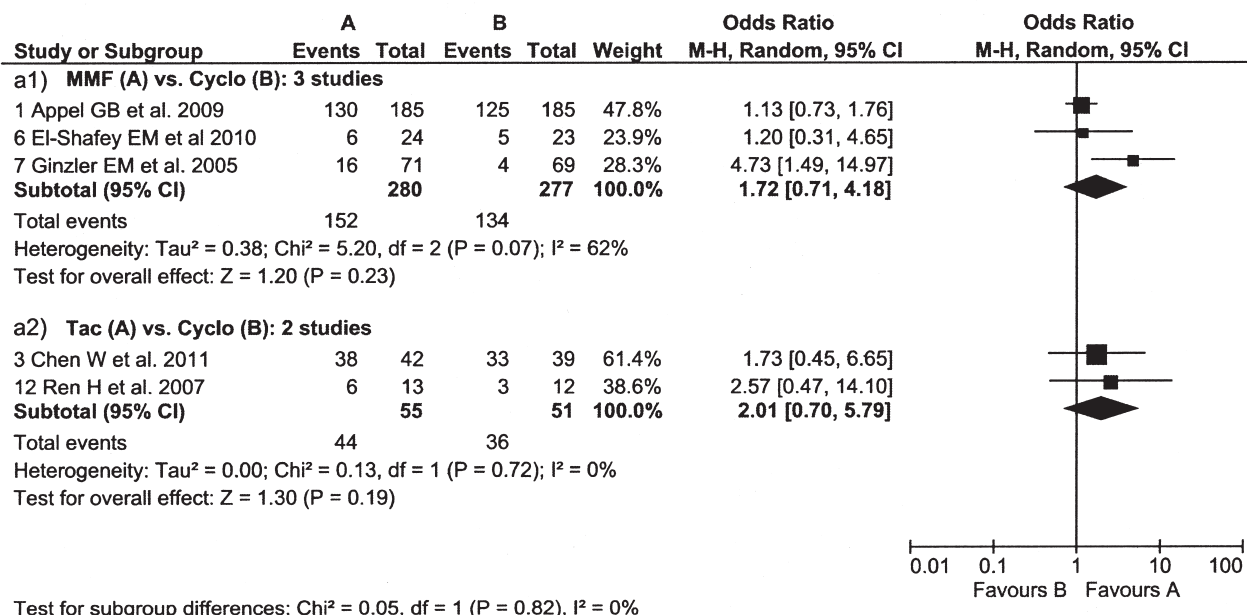 A B Odds Ratio Odds Ratio
Study or Subgroup Events Total Events Total Weight M-H, Random, 95% CI M-H, Random, 95% CI
a1) MMF (A) vs. Cyclo (B): 3 studies
1 Appel GB et al. 2009 130 185 125 185 47.8% 1.13 [0.73, 1.76]
6 El-Shafey EM et al 2010 6 24 5 23 23.9% 1.20 [0.31, 4.65]
7 Ginzler EM et al. 2005 16 71 4 69 28.3% 4.73 [1.49, 14.97]
Subtotal (95% CI) 280 277 100.0% 1.72 [0.71, 4.18]
Total events 152 134
Heterogeneity: Tau² = 0.38; Chi² = 5.20, df = 2 (P = 0.07); I² = 62%
Test for overall effect: Z = 1.20 (P = 0.23)
a2) Tac (A) vs. Cyclo (B): 2 studies
3 Chen W et al. 2011 38 42 33 39 61.4% 1.73 [0.45, 6.65]
12 Ren H et al. 2007 6 13 3 12 38.6% 2.57 [0.47, 14.10]
Subtotal (95% CI) 55 51 100.0% 2.01 [0.70, 5.79]
Total events 44 36
Heterogeneity: Tau² = 0.00; Chi² = 0.13, df = 1 (P = 0.72); I² = 0%
Test for overall effect: Z = 1.30 (P = 0.19)
0.01 0.1 1 10 100
Favours B Favours A
Test for subgroup differences: Chi² = 0.05, df = 1 (P = 0.82), I² = 0%